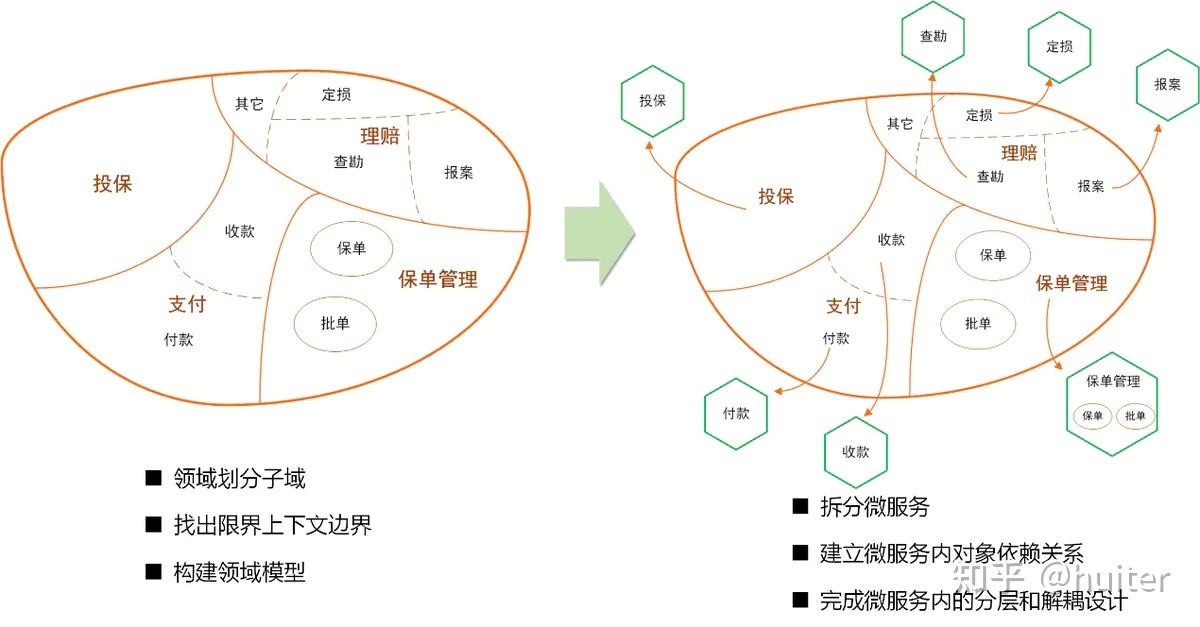 其它
定损
理赔
查勘
报案
投保
收款
保单
保单管理
支付
批单
付款
■ 领域划分子域
■ 找出限界上下文边界
■ 构建领域模型
查勘
定损
报案
投保
其它
定损
理赔
查勘
报案
投保
收款
保单
保单管理
支付
批单
付款
保单管理
保单 批单
付款
收款
■ 拆分微服务
■ 建立微服务内对象依赖关系
■ 完成微服务内的分层和解耦设计
知乎 @huiter